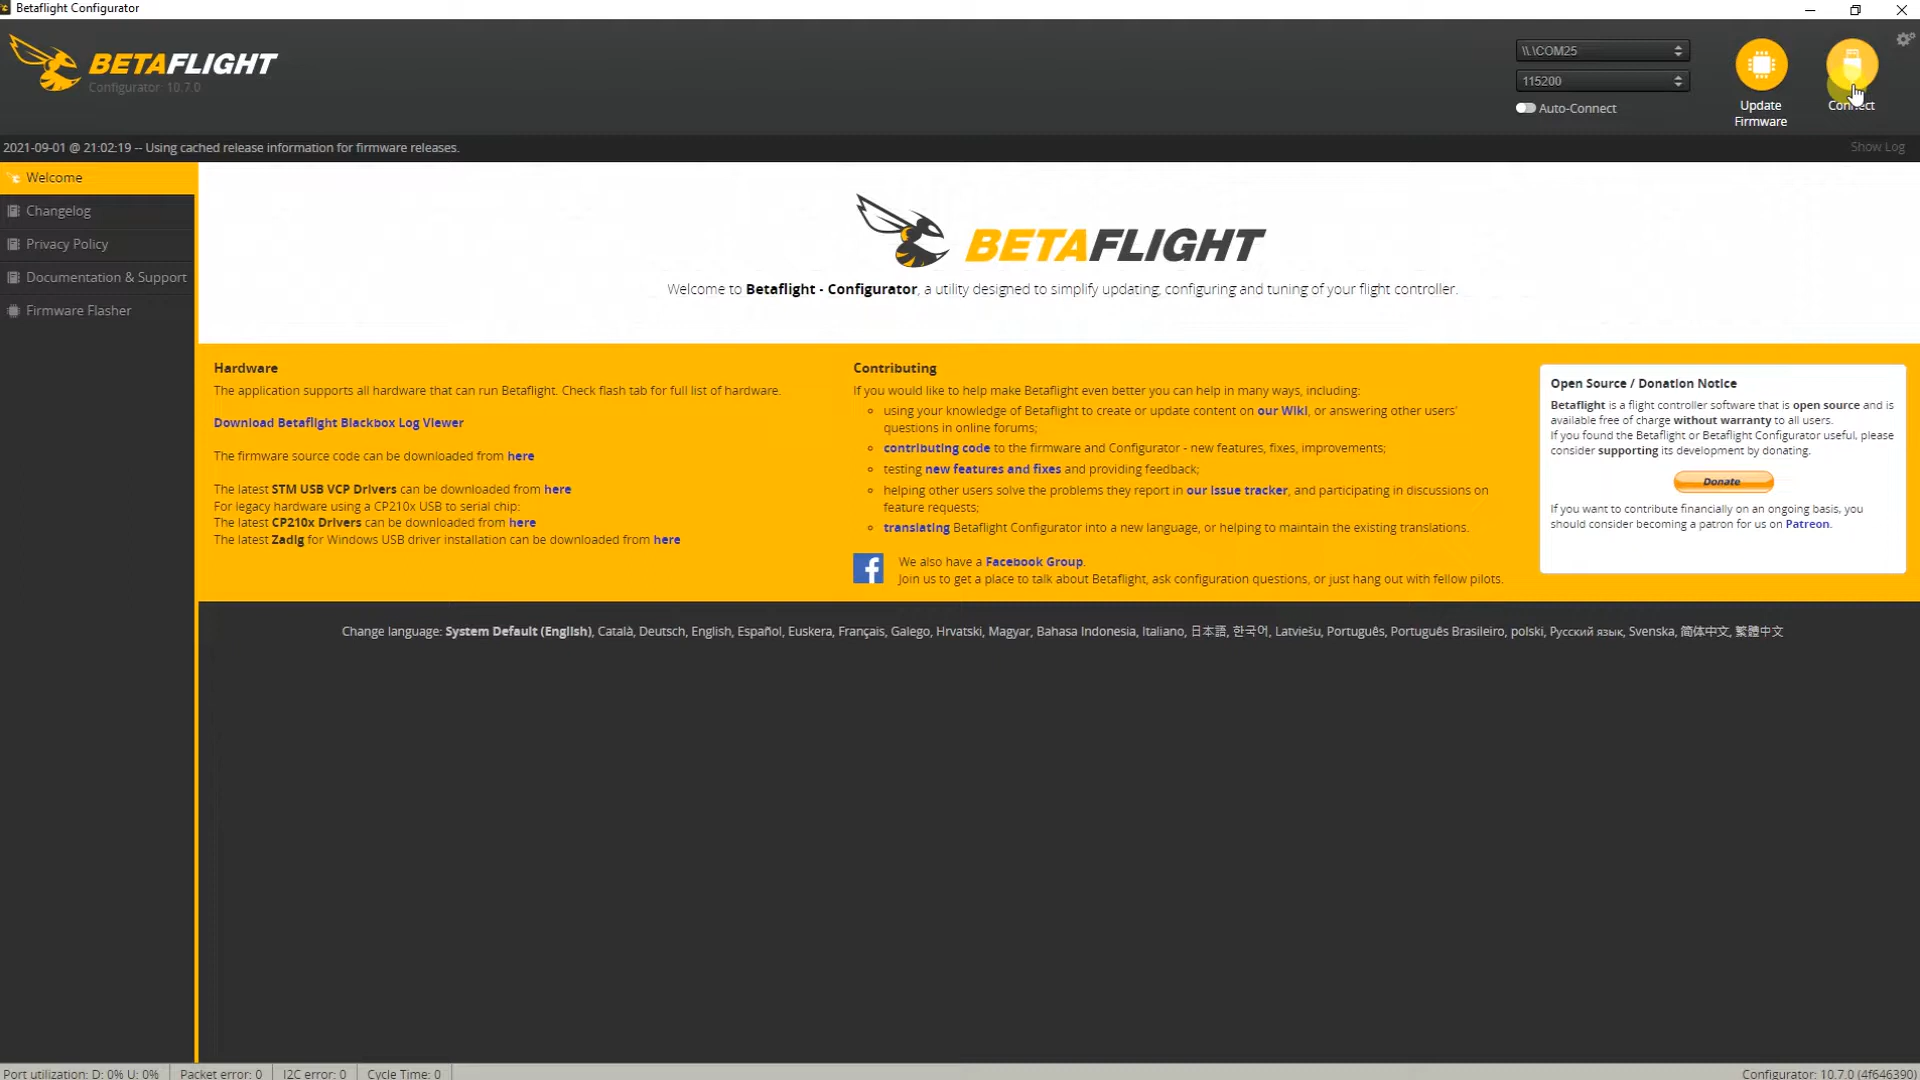 Betaflight Configurator
BETAFLIGHT
Configurator: 10.7.0
\\.\COM25
115200
Auto-Connect
Update
Firmware
Connect
2021-09-01 @ 21:02:19 -- Using cached release information for firmware releases.
Show Log
Welcome
Changelog
Privacy Policy
Documentation & Support
Firmware Flasher
BETAFLIGHT
Welcome to Betaflight - Configurator, a utility designed to simplify updating, configuring and tuning of your flight controller.
Hardware
The application supports all hardware that can run Betaflight. Check flash tab for full list of hardware.
Download Betaflight Blackbox Log Viewer
The firmware source code can be downloaded from here
The latest STM USB VCP Drivers can be downloaded from here
For legacy hardware using a CP210x USB to serial chip:
The latest CP210x Drivers can be downloaded from here
The latest Zadig for Windows USB driver installation can be downloaded from here
Contributing
If you would like to help make Betaflight even better you can help in many ways, including:
using your knowledge of Betaflight to create or update content on our Wiki, or answering other users'
questions in online forums;
contributing code to the firmware and Configurator - new features, fixes, improvements;
testing new features and fixes and providing feedback;
helping other users solve the problems they report in our issue tracker, and participating in discussions on
feature requests;
translating Betaflight Configurator into a new language, or helping to maintain the existing translations.
We also have a Facebook Group.
Join us to get a place to talk about Betaflight, ask configuration questions, or just hang out with fellow pilots.
Open Source / Donation Notice
Betaflight is a flight controller software that is open source and is
available free of charge without warranty to all users.
If you found the Betaflight or Betaflight Configurator useful, please
consider supporting its development by donating.
Donate
If you want to contribute financially on an ongoing basis, you
should consider becoming a patron for us on Patreon.
Change language: System Default (English), Català, Deutsch, English, Español, Euskera, Français, Galego, Hrvatski, Magyar, Bahasa Indonesia, Italiano, 日本語, 한국어, Latviešu, Português, Português Brasileiro, polski, Русский язык, Svenska, 简体中文, 繁體中文
Port utilization: D: 0% U: 0%
Packet error: 0
I2C error: 0
Cycle Time: 0
Configurator: 10.7.0 (4f646390)